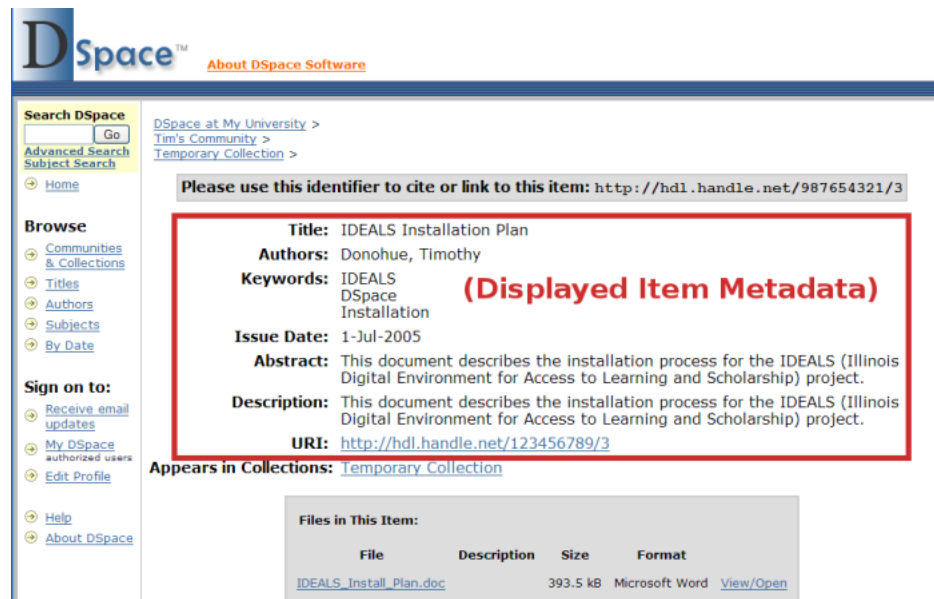 DSpace™
About DSpace Software
Search DSpace
Go
Advanced Search
Subject Search
Home
Browse
Communities
& Collections
Titles
Authors
Subjects
By Date
Sign on to:
Receive email
updates
My DSpace
authorized users
Edit Profile
Help
About DSpace
DSpace at My University >
Tim's Community >
Temporary Collection >
Please use this identifier to cite or link to this item: http://hdl.handle.net/987654321/3
Title: IDEALS Installation Plan
Authors: Donohue, Timothy
Keywords: IDEALS
DSpace
Installation
(Displayed Item Metadata)
Issue Date: 1-Jul-2005
Abstract: This document describes the installation process for the IDEALS (Illinois
Digital Environment for Access to Learning and Scholarship) project.
Description: This document describes the installation process for the IDEALS (Illinois
Digital Environment for Access to Learning and Scholarship) project.
URI: http://hdl.handle.net/123456789/3
Appears in Collections: Temporary Collection
Files in This Item:
File Description Size Format
IDEALS_Install_Plan.doc 393.5 kB Microsoft Word View/Open